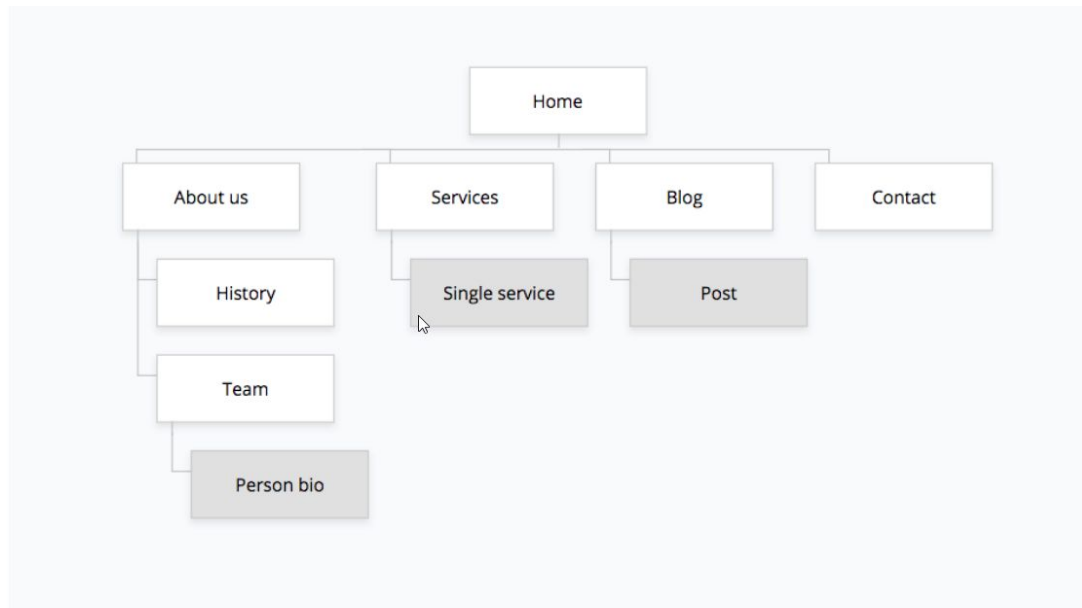 Home
About us
Services
Blog
Contact
History
Single service
Post
Team
Person bio